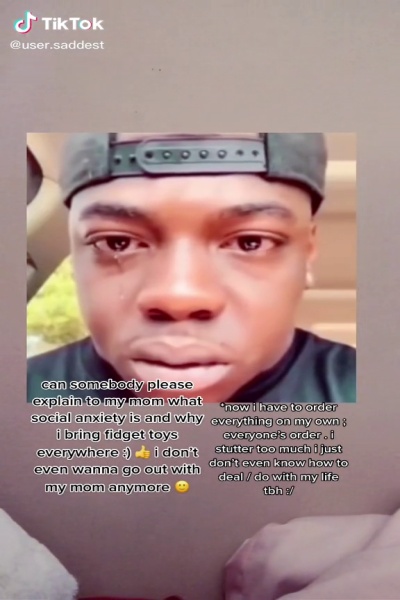 TikTok
@user.saddest
can somebody please
explain to my mom what
social anxiety is and why
i bring fidget toys
everywhere :) 👍 i don't
even wanna go out with
my mom anymore 🙂
*now i have to order
everything on my own ;
everyone's order . i
stutter too much i just
don't even know how to
deal / do with my life
tbh :/